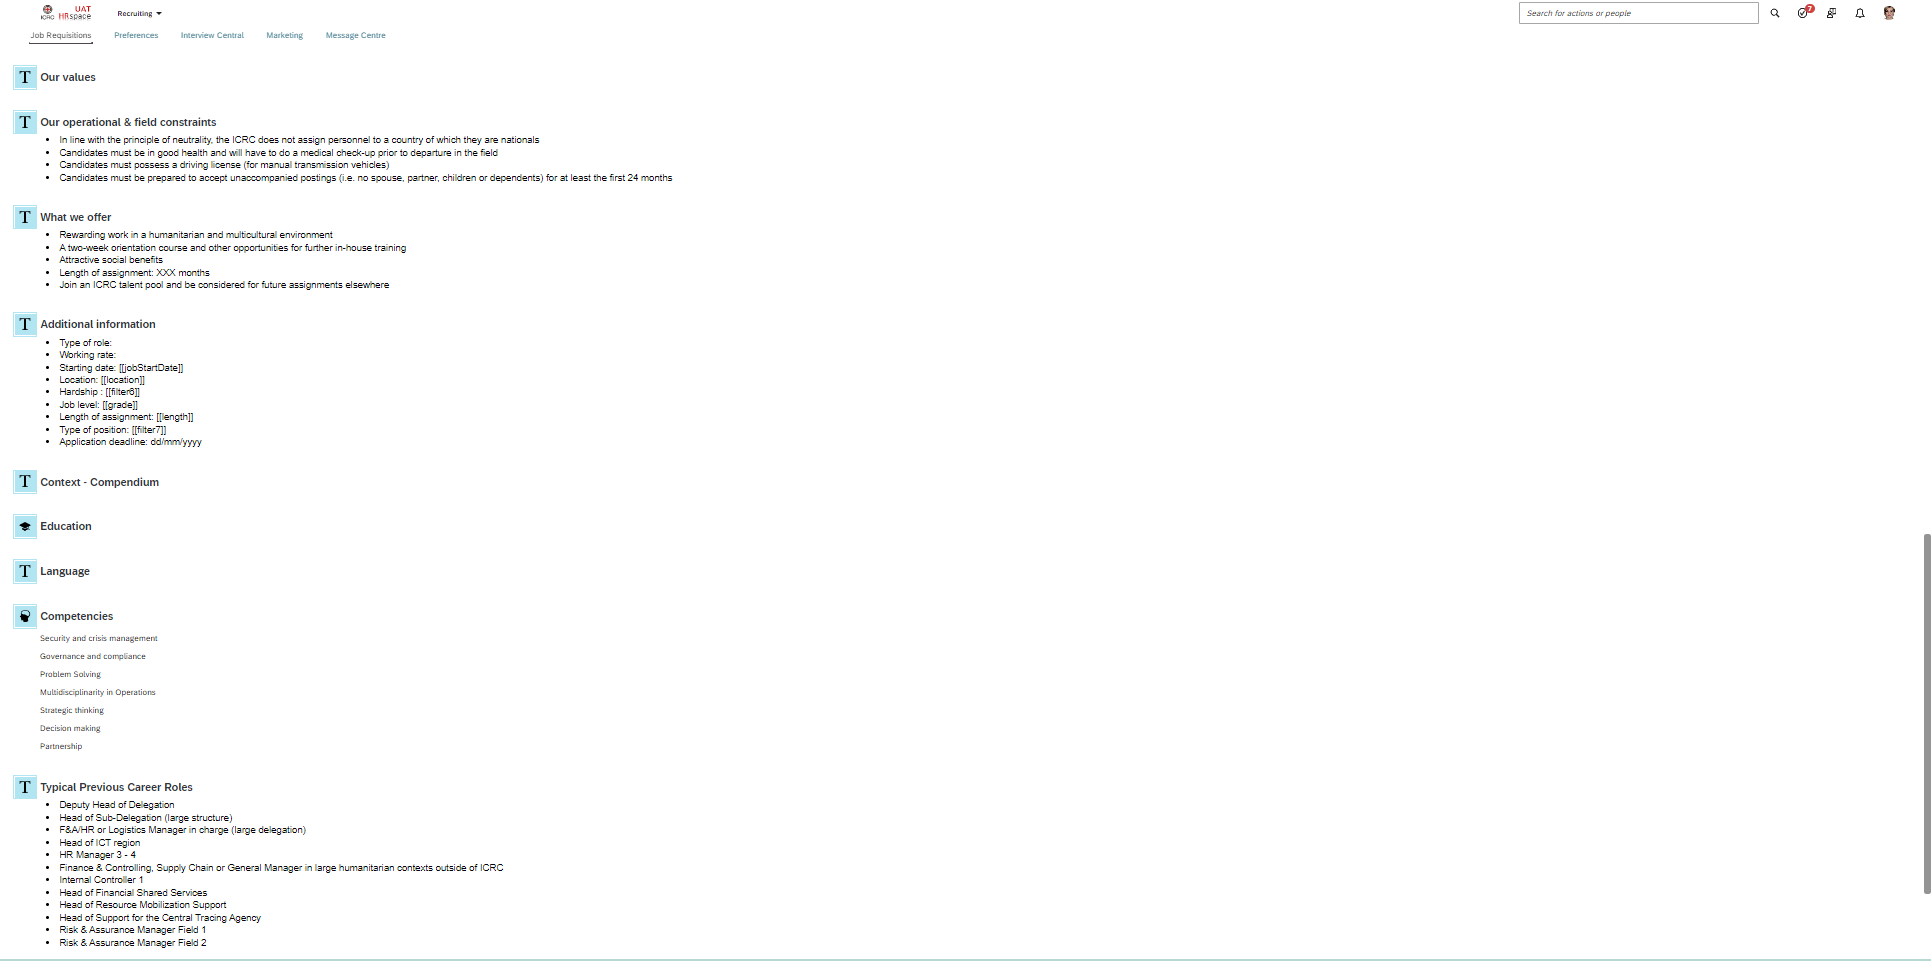 UAT
ICRC HRspace
Recruiting
Search for actions or people
7
Job Requisitions Preferences Interview Central Marketing Message Centre
T Our values
T Our operational & field constraints
• In line with the principle of neutrality, the ICRC does not assign personnel to a country of which they are nationals
• Candidates must be in good health and will have to do a medical check-up prior to departure in the field
• Candidates must possess a driving license (for manual transmission vehicles)
• Candidates must be prepared to accept unaccompanied postings (i.e. no spouse, partner, children or dependents) for at least the first 24 months
T What we offer
• Rewarding work in a humanitarian and multicultural environment
• A two-week orientation course and other opportunities for further in-house training
• Attractive social benefits
• Length of assignment: XXX months
• Join an ICRC talent pool and be considered for future assignments elsewhere
T Additional information
• Type of role:
• Working rate:
• Starting date: [[jobStartDate]]
• Location: [[location]]
• Hardship : [[filter6]]
• Job level: [[grade]]
• Length of assignment: [[length]]
• Type of position: [[filter7]]
• Application deadline: dd/mm/yyyy
T Context - Compendium
Education
T Language
Competencies
Security and crisis management
Governance and compliance
Problem Solving
Multidisciplinarity in Operations
Strategic thinking
Decision making
Partnership
T Typical Previous Career Roles
• Deputy Head of Delegation
• Head of Sub-Delegation (large structure)
• F&A/HR or Logistics Manager in charge (large delegation)
• Head of ICT region
• HR Manager 3 - 4
• Finance & Controlling, Supply Chain or General Manager in large humanitarian contexts outside of ICRC
• Internal Controller 1
• Head of Financial Shared Services
• Head of Resource Mobilization Support
• Head of Support for the Central Tracing Agency
• Risk & Assurance Manager Field 1
• Risk & Assurance Manager Field 2